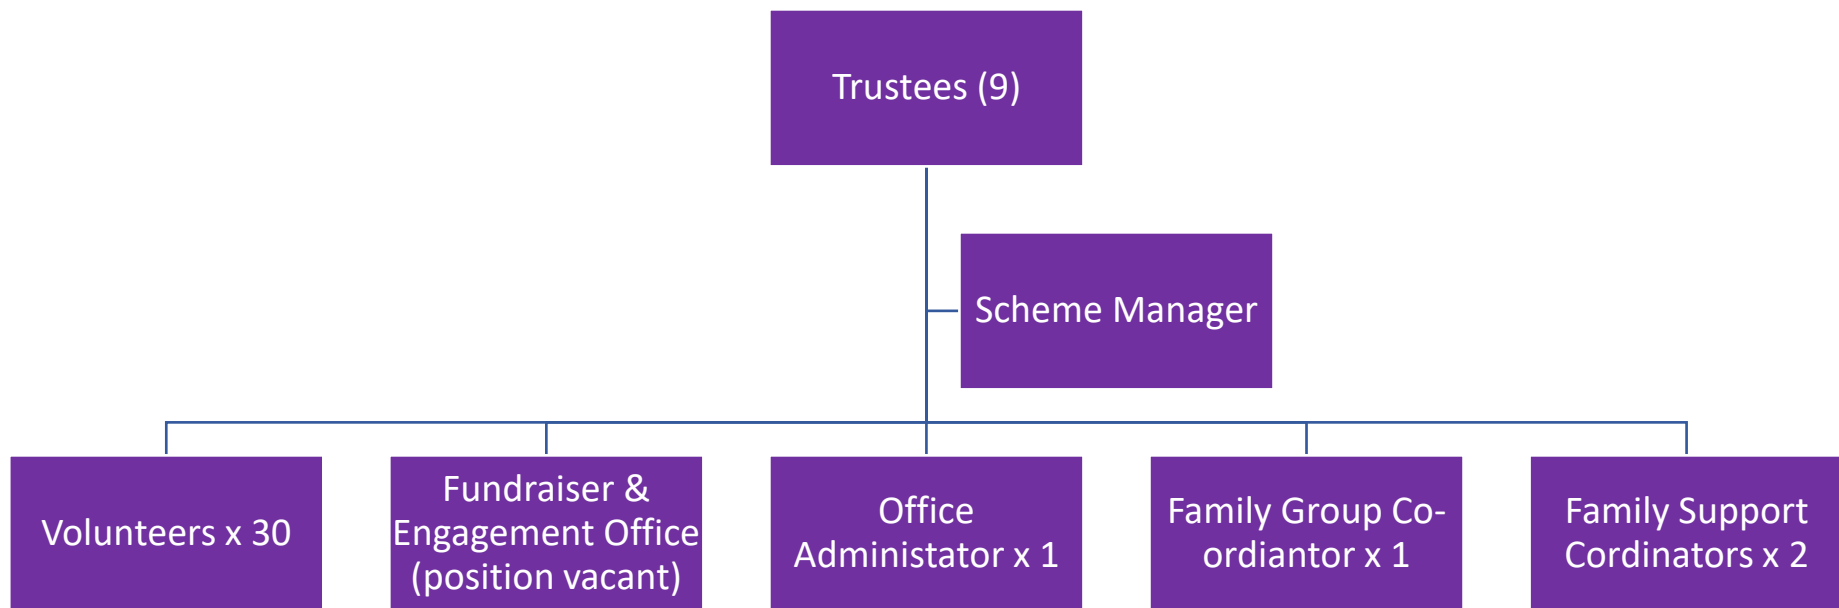 Trustees (9)
Scheme Manager
Volunteers x 30
Fundraiser &
Engagement Office
(position vacant)
Office
Administator x 1
Family Group Co-
ordiantor x 1
Family Support
Cordinators x 2